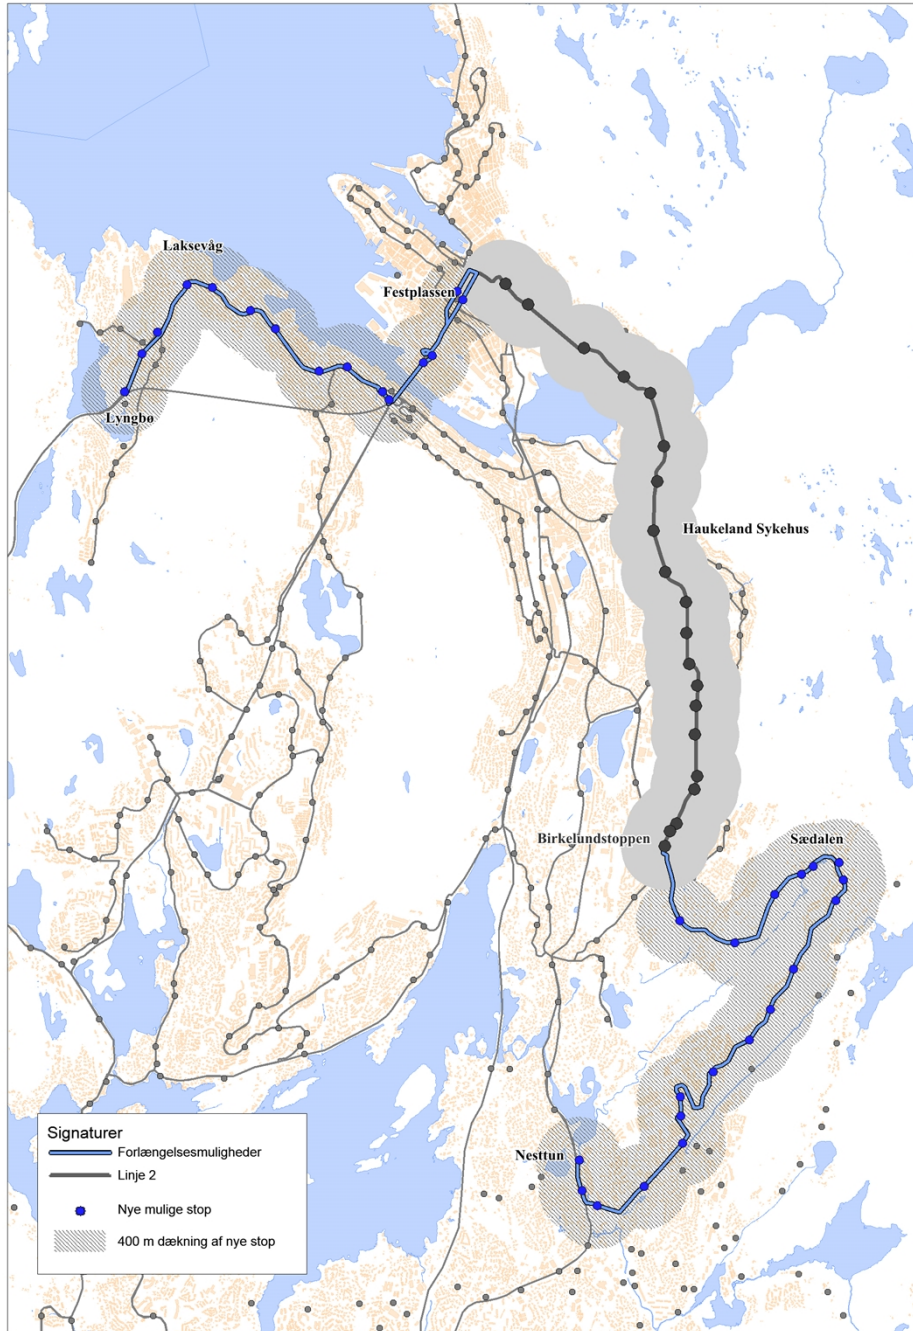 Laksevåg
Festplassen
Lyngbø
Haukeland Sykehus
Birkelundstoppen
Sædalen
Nesttun
Signaturer
Forlængelsesmuligheder
Linje 2
Nye mulige stop
400 m dækning af nye stop